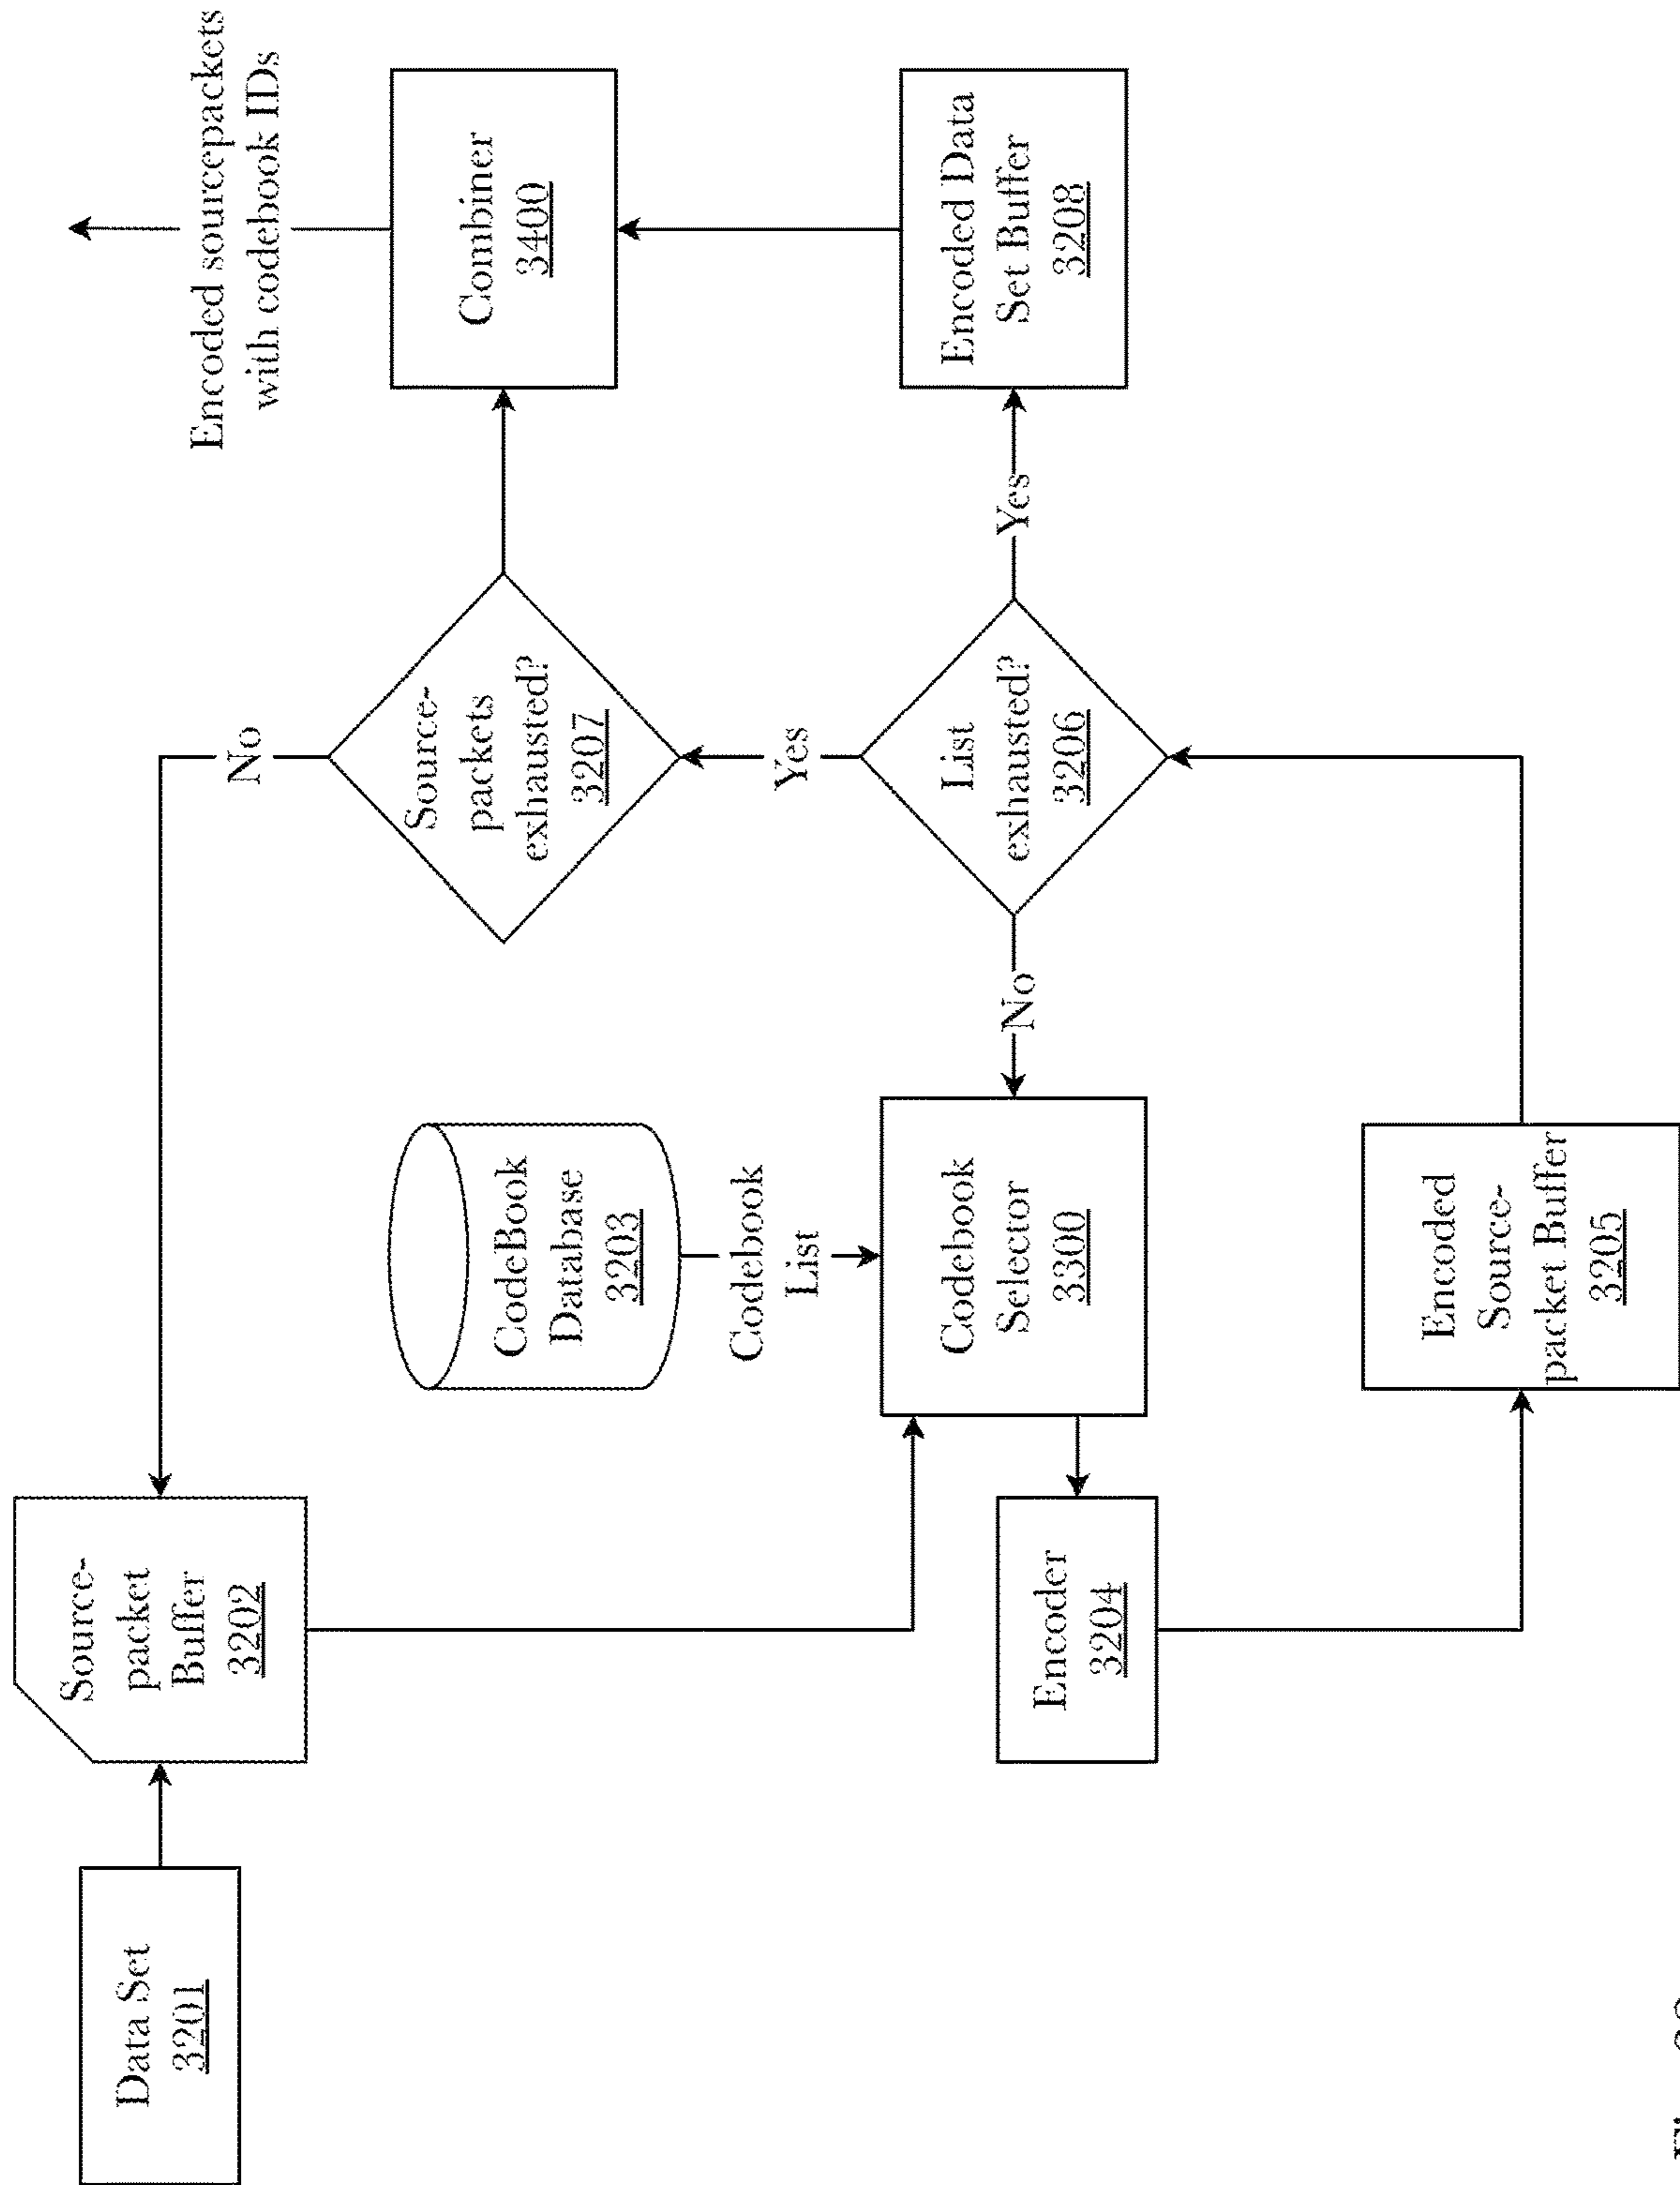 Data Set
3201
Source-
packet
Buffer
3202
No
Encoded sourcepackets
with codebook IDs
CodeBook
Database
3203
Source-
packets
exhausted?
3207
Combiner
3400
Codebook
List
Yes
Encoder
3204
Codebook
Selector
3300
No
List
exhausted?
3206
Yes
Encoded Data
Set Buffer
3208
Encoded
Source-
packet Buffer
3205